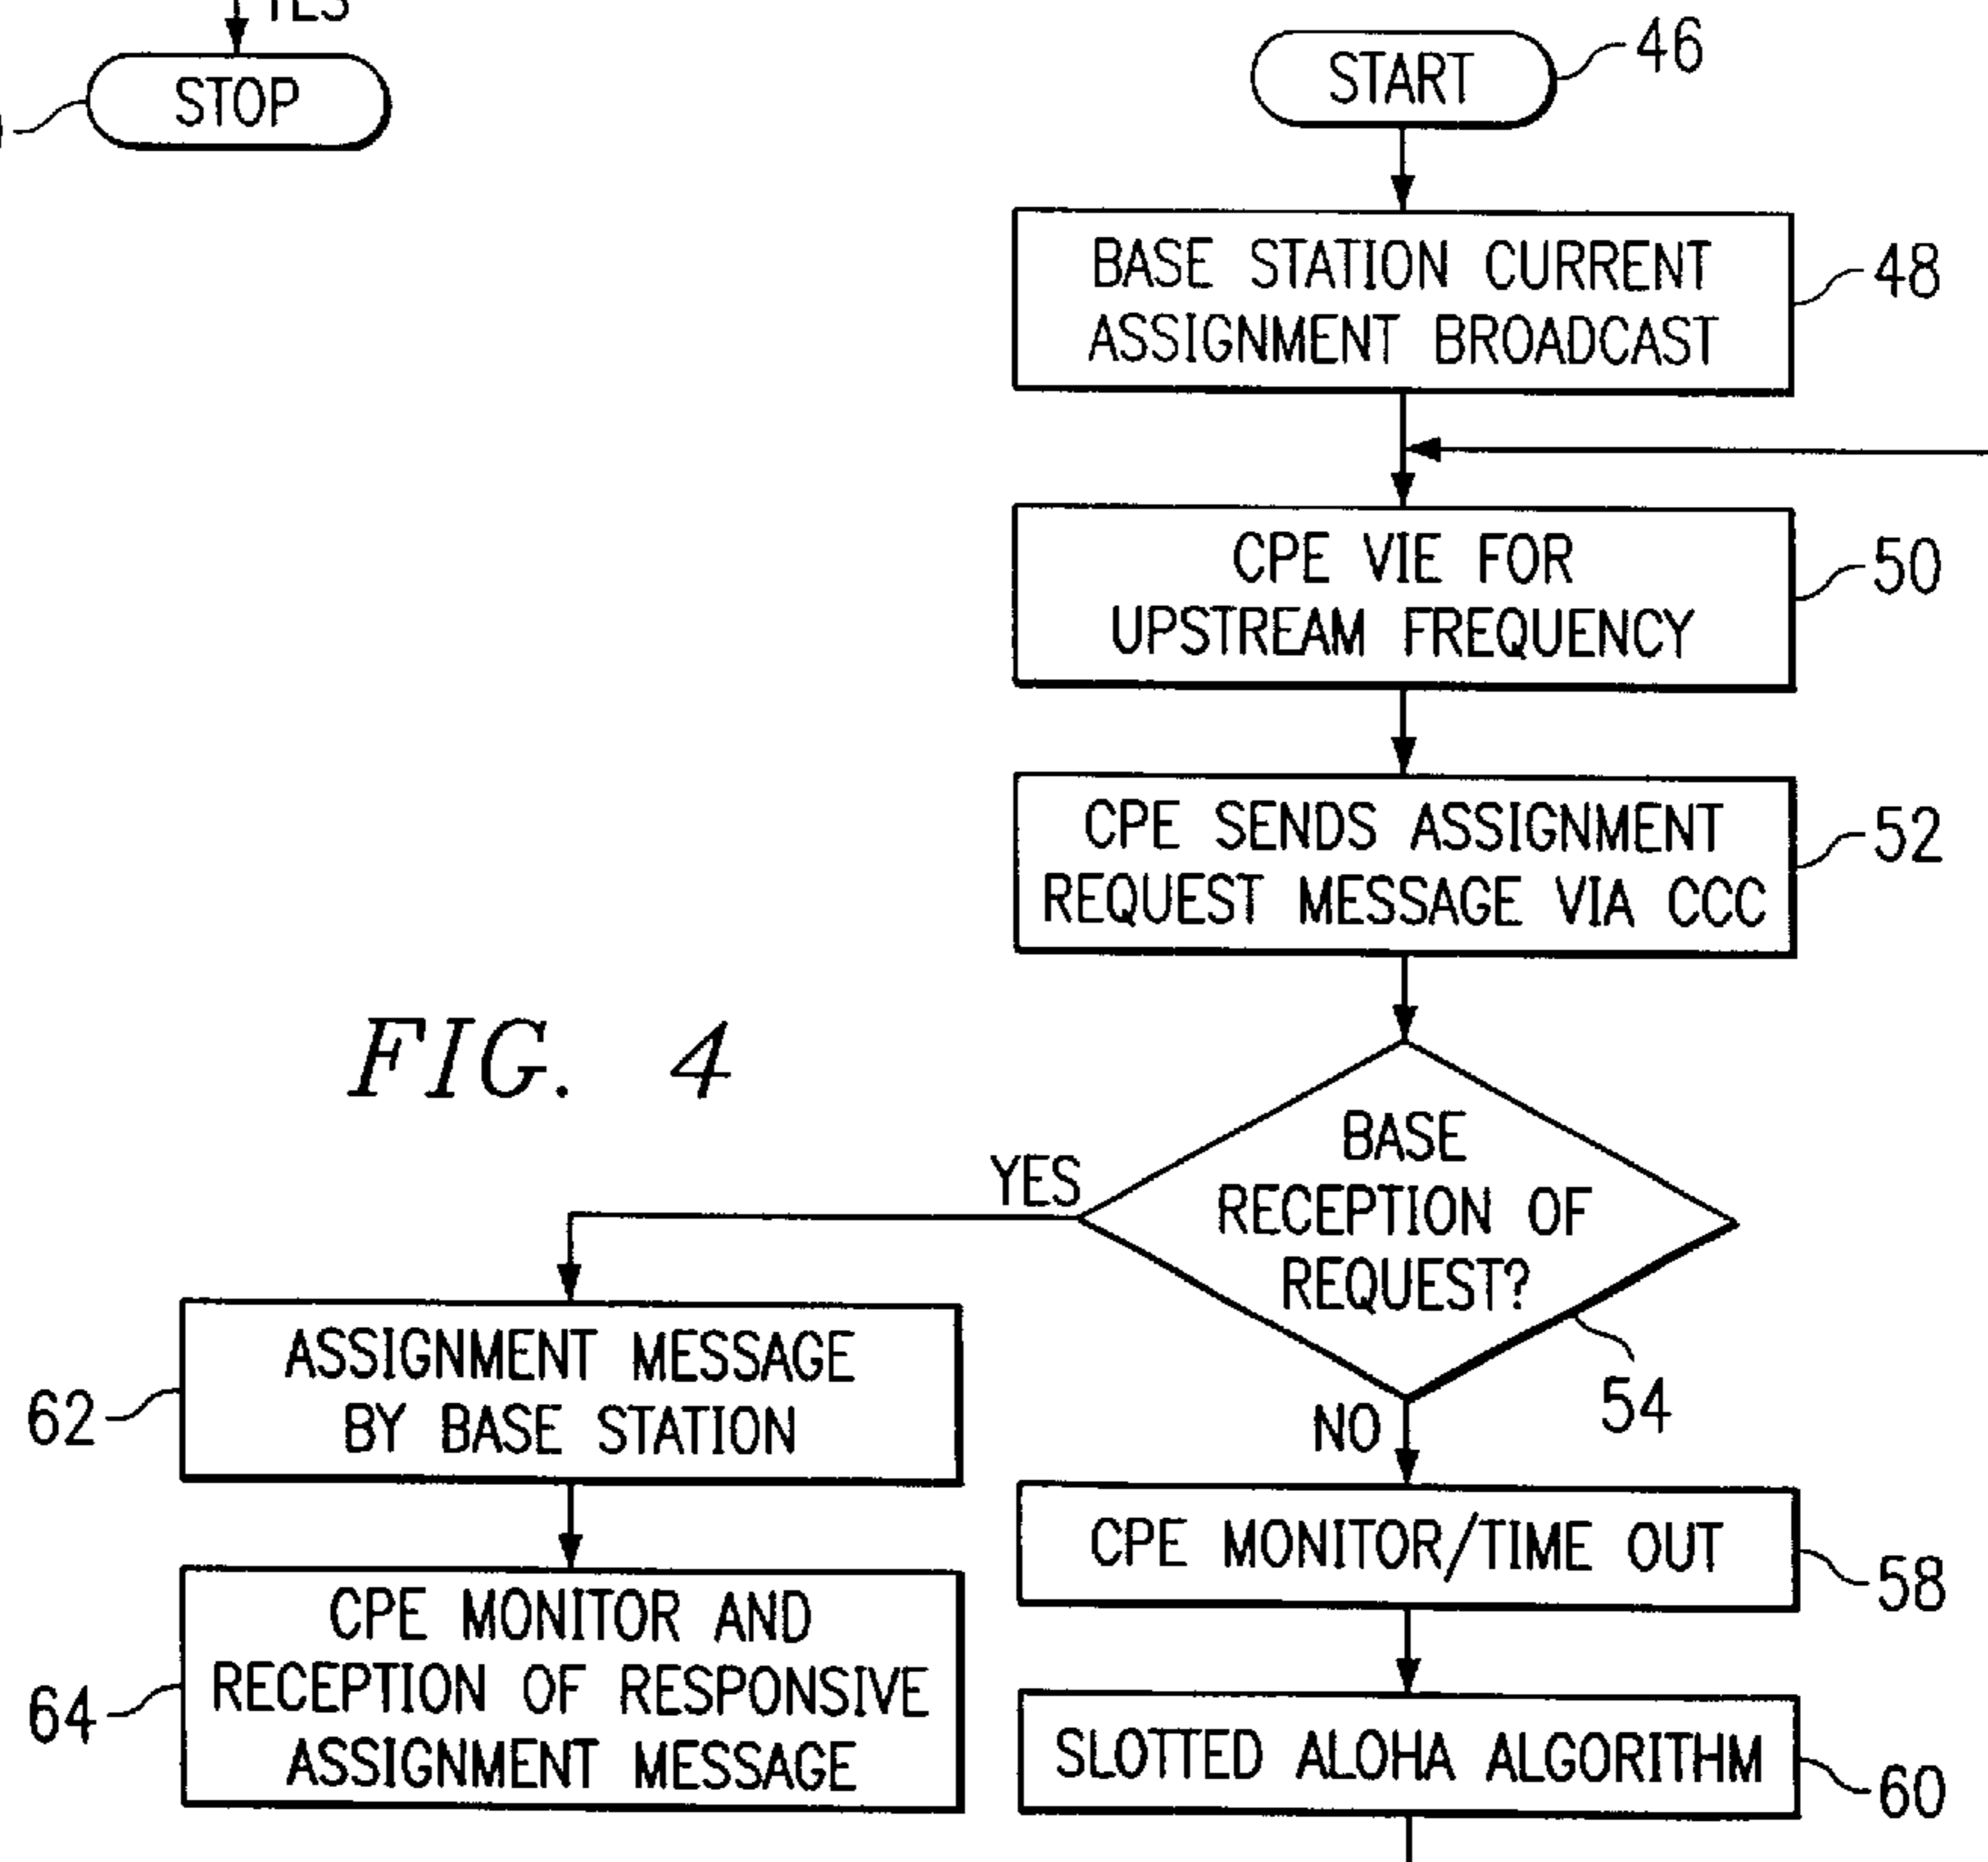 YES
STOP
START
46
BASE STATION CURRENT
ASSIGNMENT BROADCAST
48
CPE VIE FOR
UPSTREAM FREQUENCY
50
CPE SENDS ASSIGNMENT
REQUEST MESSAGE VIA CCC
52
FIG. 4
BASE
RECEPTION OF
REQUEST?
54
YES
NO
ASSIGNMENT MESSAGE
BY BASE STATION
62
CPE MONITOR/TIME OUT
58
CPE MONITOR AND
RECEPTION OF RESPONSIVE
ASSIGNMENT MESSAGE
64
SLOTTED ALOHA ALGORITHM
60